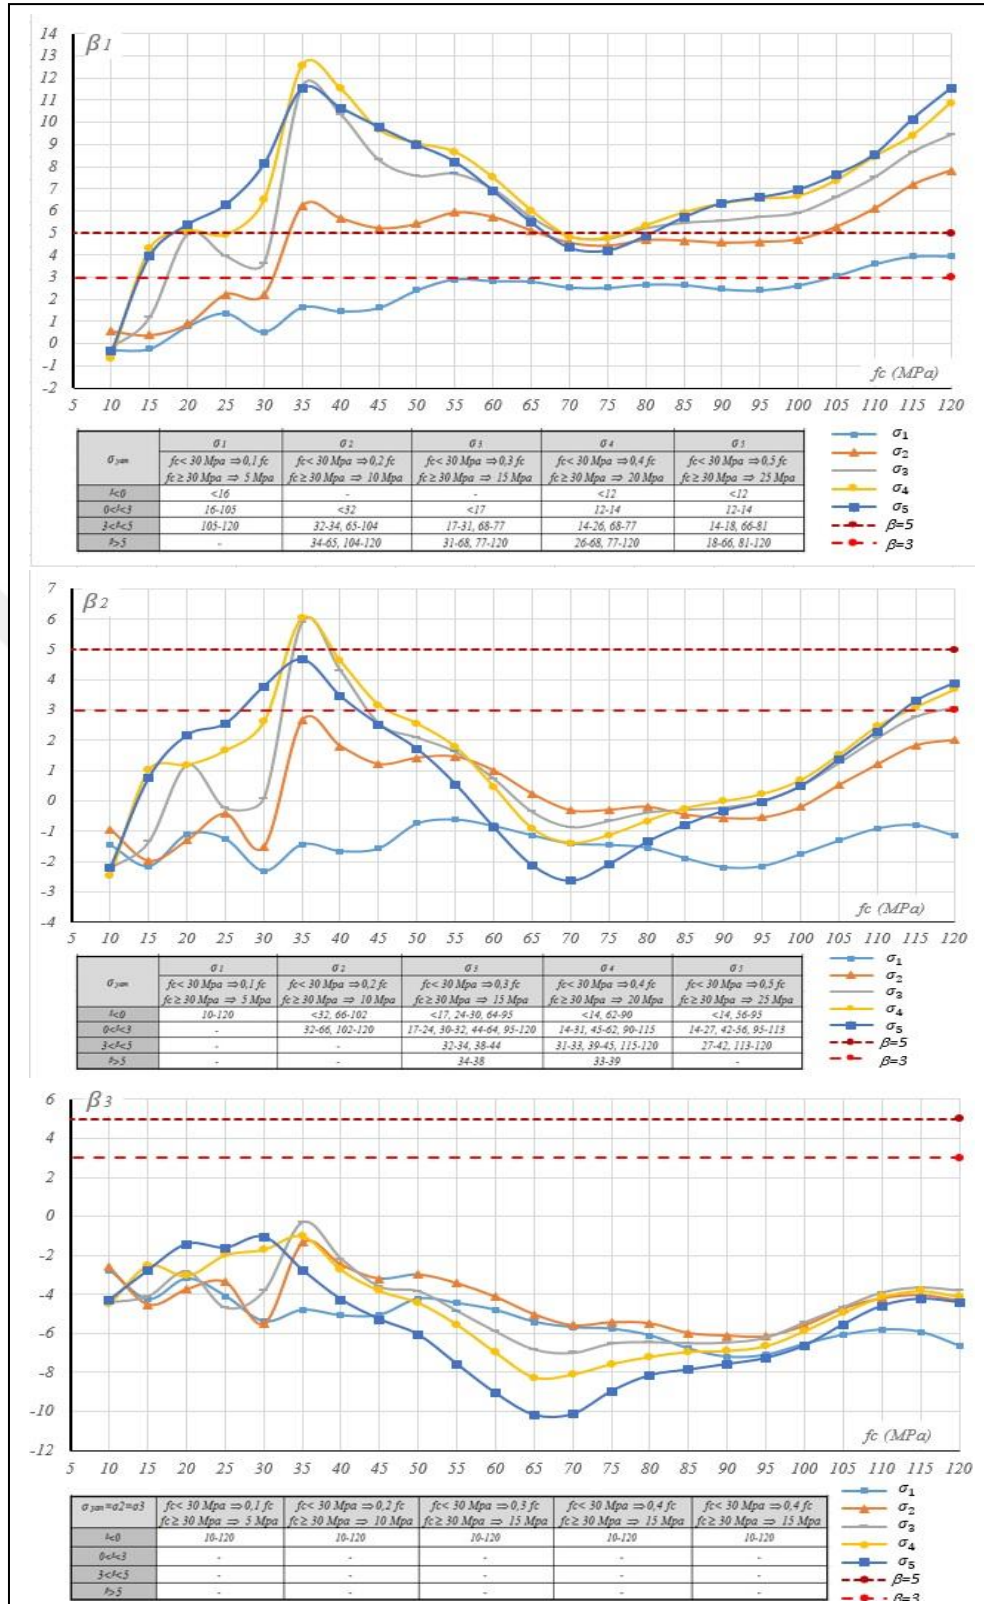 β1
14
13
12
11
10
9
8
7
6
5
4
3
2
1
0
-1
-2
fc (MPa)
5 10 15 20 25 30 35 40 45 50 55 60 65 70 75 80 85 90 95 100 105 110 115 120
σyan σ1 σ2 σ3 σ4 σ5
fc< 30 Mpa ⇒0,1 fc fc< 30 Mpa ⇒0,2 fc fc< 30 Mpa ⇒0,3 fc fc< 30 Mpa ⇒0,4 fc fc< 30 Mpa ⇒0,5 fc
fc≥ 30 Mpa ⇒ 5 Mpa fc≥ 30 Mpa ⇒ 10 Mpa fc≥ 30 Mpa ⇒ 15 Mpa fc≥ 30 Mpa ⇒ 20 Mpa fc≥ 30 Mpa ⇒ 25 Mpa
β<0 <16 - - <12 <12
0<β<3 16-105 <32 <17 12-14 12-14
3<β<5 105-120 32-34, 65-104 17-31, 68-77 14-26, 68-77 14-18, 66-81
β>5 - 34-65, 104-120 31-68, 77-120 26-68, 77-120 18-66, 81-120
σ1
σ2
σ3
σ4
σ5
β=5
β=3
β2
7
6
5
4
3
2
1
0
-1
-2
-3
-4
fc (MPa)
5 10 15 20 25 30 35 40 45 50 55 60 65 70 75 80 85 90 95 100 105 110 115 120
σyan σ1 σ2 σ3 σ4 σ5
fc< 30 Mpa ⇒0,1 fc fc< 30 Mpa ⇒0,2 fc fc< 30 Mpa ⇒0,3 fc fc< 30 Mpa ⇒0,4 fc fc< 30 Mpa ⇒0,5 fc
fc≥ 30 Mpa ⇒ 5 Mpa fc≥ 30 Mpa ⇒ 10 Mpa fc≥ 30 Mpa ⇒ 15 Mpa fc≥ 30 Mpa ⇒ 20 Mpa fc≥ 30 Mpa ⇒ 25 Mpa
β<0 10-120 <32, 66-102 <17, 24-30, 64-95 <14, 62-90 <14, 56-95
0<β<3 - 32-66, 102-120 17-24, 30-32, 44-64, 95-120 14-31, 45-62, 90-115 14-27, 42-56, 95-113
3<β<5 - - 32-34, 38-44 31-33, 39-45, 115-120 27-42, 113-120
β>5 - - 34-38 33-39 -
σ1
σ2
σ3
σ4
σ5
β=5
β=3
β3
6
4
2
0
-2
-4
-6
-8
-10
-12
fc (MPa)
5 10 15 20 25 30 35 40 45 50 55 60 65 70 75 80 85 90 95 100 105 110 115 120
σyan=σ2=σ3 fc< 30 Mpa ⇒0,1 fc fc< 30 Mpa ⇒0,2 fc fc< 30 Mpa ⇒0,3 fc fc< 30 Mpa ⇒0,4 fc fc< 30 Mpa ⇒0,4 fc
fc≥ 30 Mpa ⇒ 5 Mpa fc≥ 30 Mpa ⇒ 10 Mpa fc≥ 30 Mpa ⇒ 15 Mpa fc≥ 30 Mpa ⇒ 15 Mpa fc≥ 30 Mpa ⇒ 15 Mpa
β<0 10-120 10-120 10-120 10-120 10-120
0<β<3 - - - - -
3<β<5 - - - - -
β>5 - - - - -
σ1
σ2
σ3
σ4
σ5
β=5
β=3